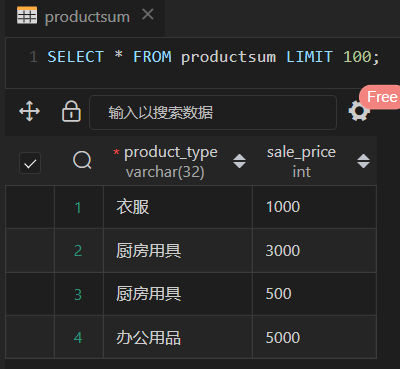 productsum
1 SELECT * FROM productsum LIMIT 100;
输入以搜索数据 Free
* product_type sale_price
varchar(32) int
1 衣服 1000
2 厨房用具 3000
3 厨房用具 500
4 办公用品 5000